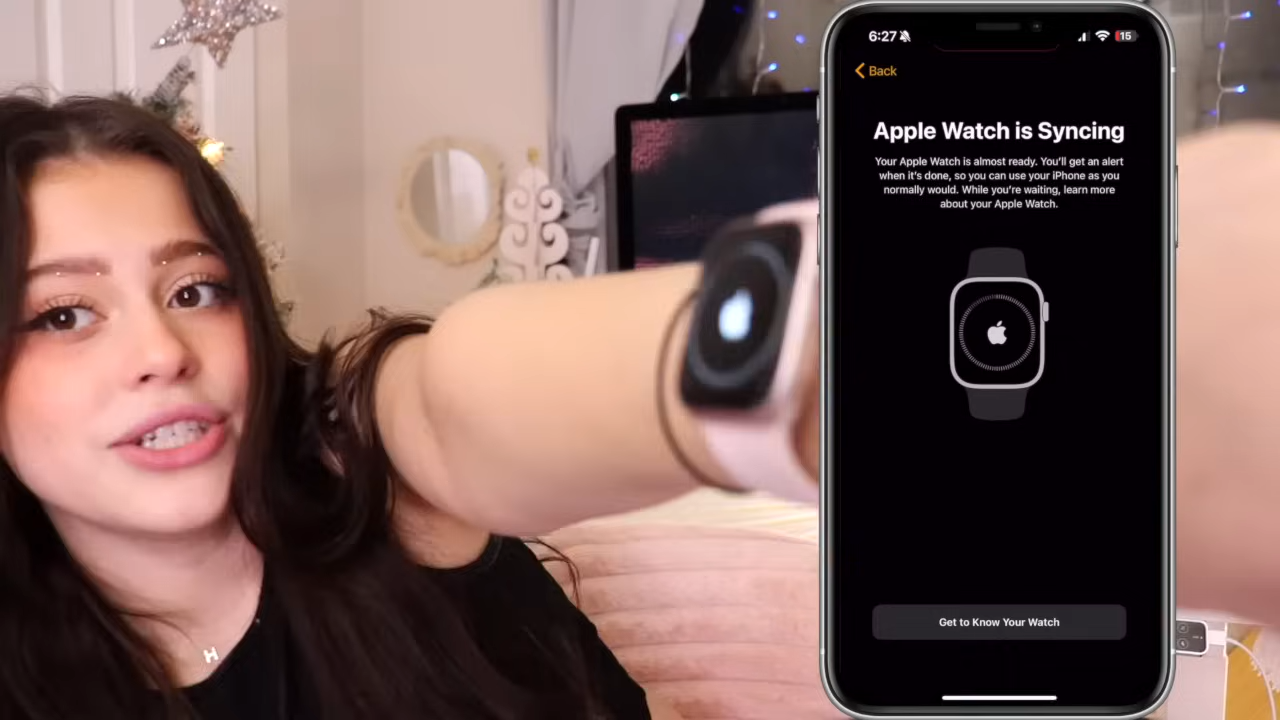 6:27
15
Back
Apple Watch is Syncing
Your Apple Watch is almost ready. You'll get an alert
when it's done, so you can use your iPhone as you
normally would. While you're waiting, learn more
about your Apple Watch.
Get to Know Your Watch
H